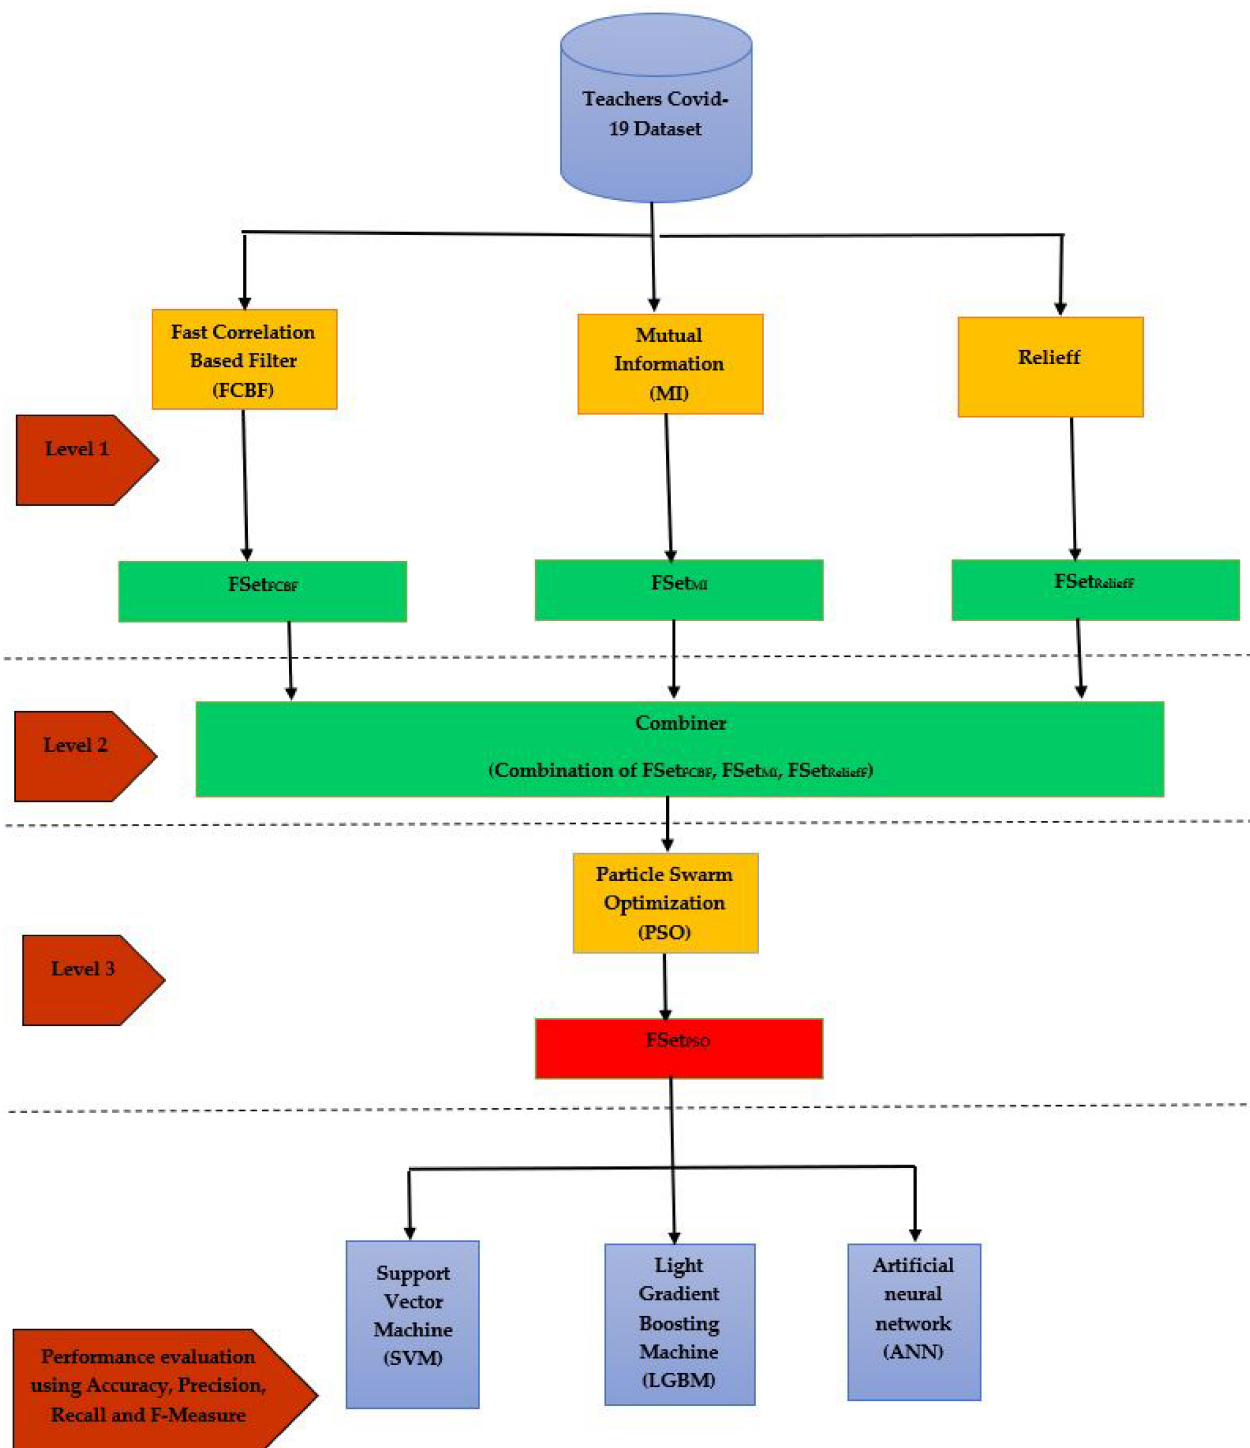 Teachers Covid-
19 Dataset
Fast Correlation
Based Filter
(FCBF)
Mutual
Information
(MI)
Relieff
Level 1
FSetFCBF
FSetMI
FSetReliefF
Level 2
Combiner
(Combination of FSetFCBF, FSetMI, FSetReliefF)
Particle Swarm
Optimization
(PSO)
Level 3
FSetPSO
Support
Vector
Machine
(SVM)
Light
Gradient
Boosting
Machine
(LGBM)
Artificial
neural
network
(ANN)
Performance evaluation
using Accuracy, Precision,
Recall and F-Measure